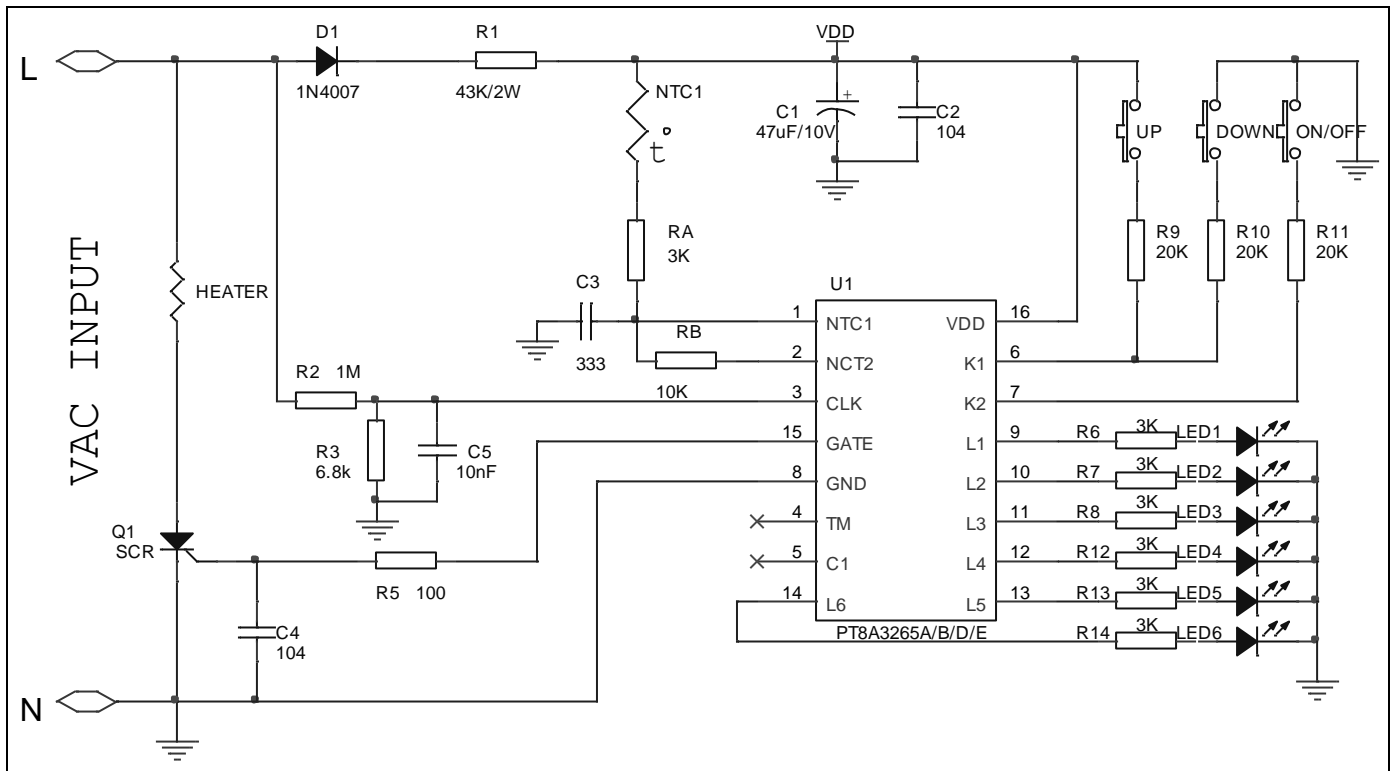 L
D1
1N4007
R1
43K/2W
VDD
NTC1
t°
C1
47uF/10V
+
C2
104
UP
DOWN
ON/OFF
VAC INPUT
HEATER
RA
3K
R9
20K
R10
20K
R11
20K
C3
333
RB
10K
U1
1 NTC1 VDD 16
2 NCT2 K1 6
3 CLK K2 7
15 GATE L1 9
8 GND L2 10
4 TM L3 11
5 C1 L4 12
14 L6 L5 13
PT8A3265A/B/D/E
R2 1M
R3
6.8k
C5
10nF
R6 3K LED1
R7 3K LED2
R8 3K LED3
R12 3K LED4
R13 3K LED5
R14 3K LED6
Q1
SCR
R5 100
C4
104
N